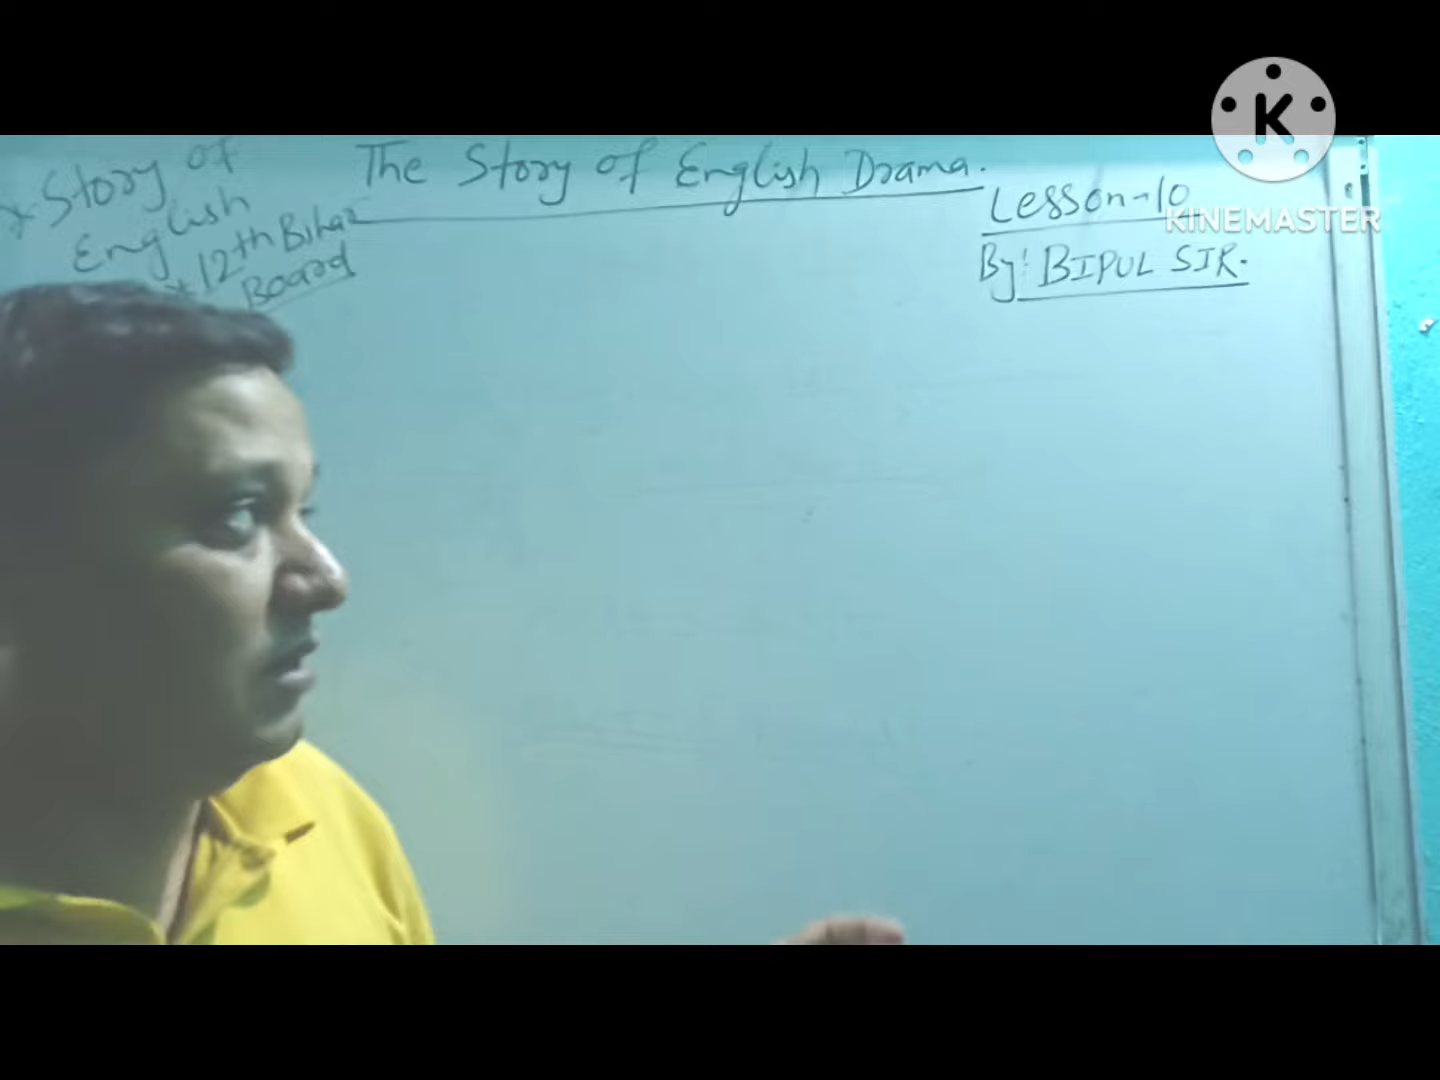 * Story of
English
* 12th Bihar
Board
The Story of English Drama.
Lesson-10
By: BIPUL SIR.
K
KINEMASTER